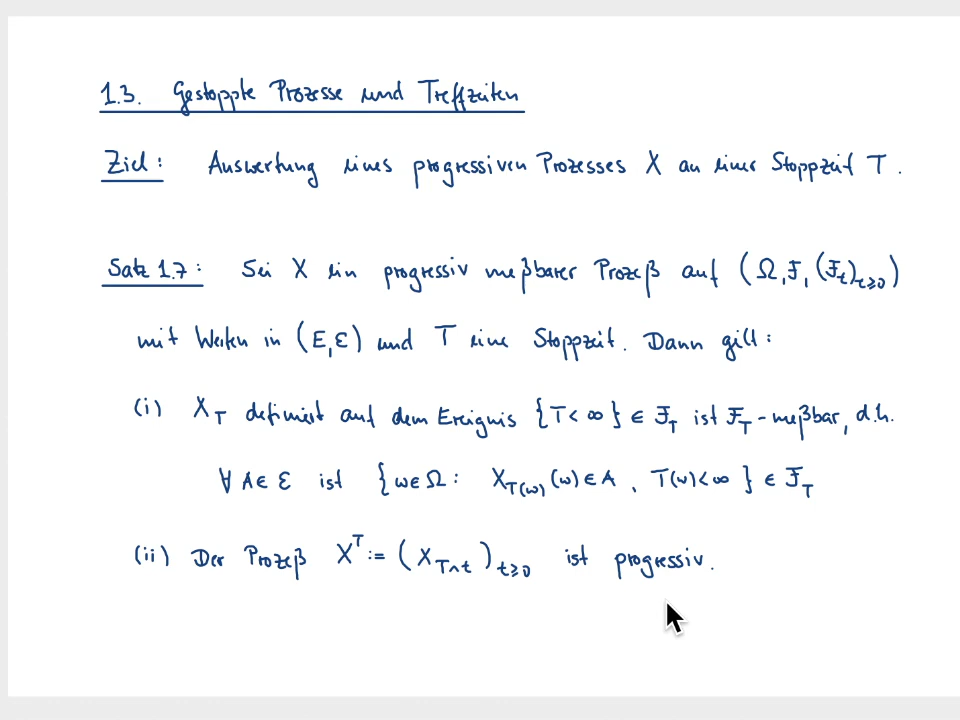 1.3. Gestoppte Prozesse und Treffzeiten
Ziel: Auswertung eines progressiven Prozesses X an einer Stoppzeit T.
Satz 1.7: Sei X ein progressiv meßbarer Prozeß auf (Ω, ℱ, (ℱ_t)_{t≥0})
mit Werten in (E, ℰ) und T eine Stoppzeit. Dann gilt:
(i) X_T definiert auf dem Ereignis {T < ∞} ∈ ℱ_T ist ℱ_T-meßbar, d.h.
∀ A ∈ ℰ ist {ω ∈ Ω: X_{T(ω)}(ω) ∈ A, T(ω) < ∞} ∈ ℱ_T
(ii) Der Prozeß X^T := (X_{T∧t})_{t≥0} ist progressiv.